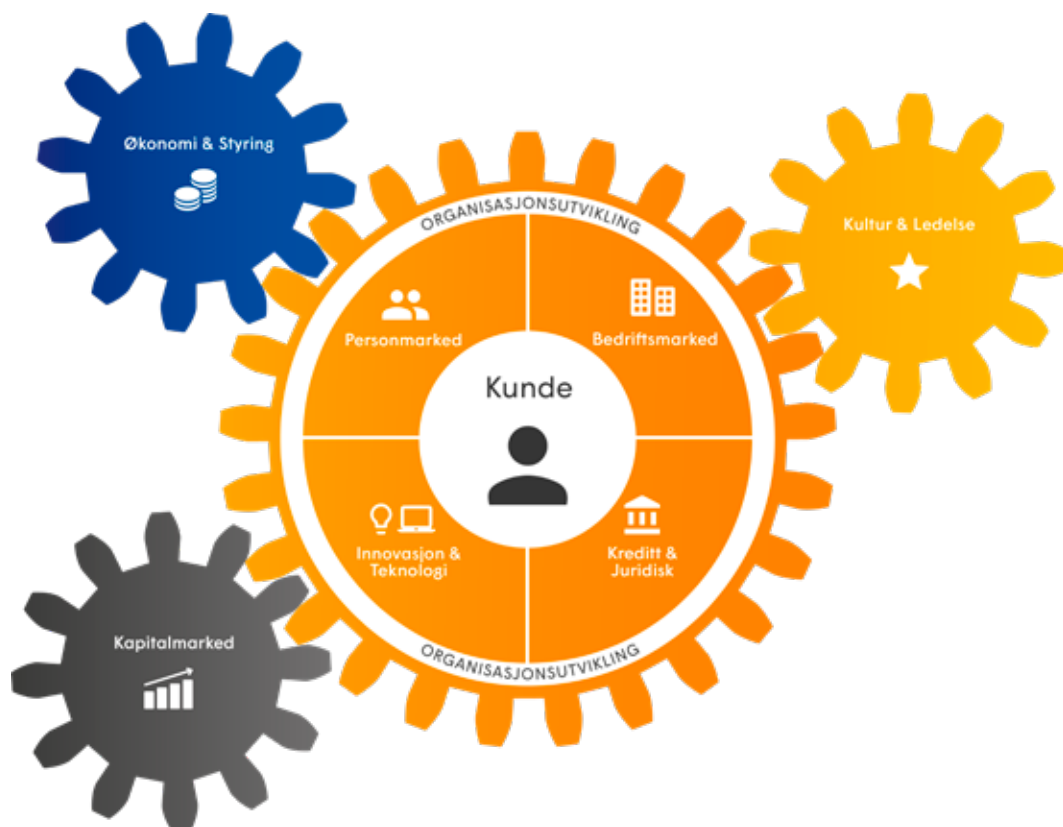 Økonomi & Styring
Kultur & Ledelse
ORGANISASJONSUTVIKLING
Personmarked
Bedriftsmarked
Kunde
Innovasjon &
Teknologi
Kreditt &
Juridisk
ORGANISASJONSUTVIKLING
Kapitalmarked